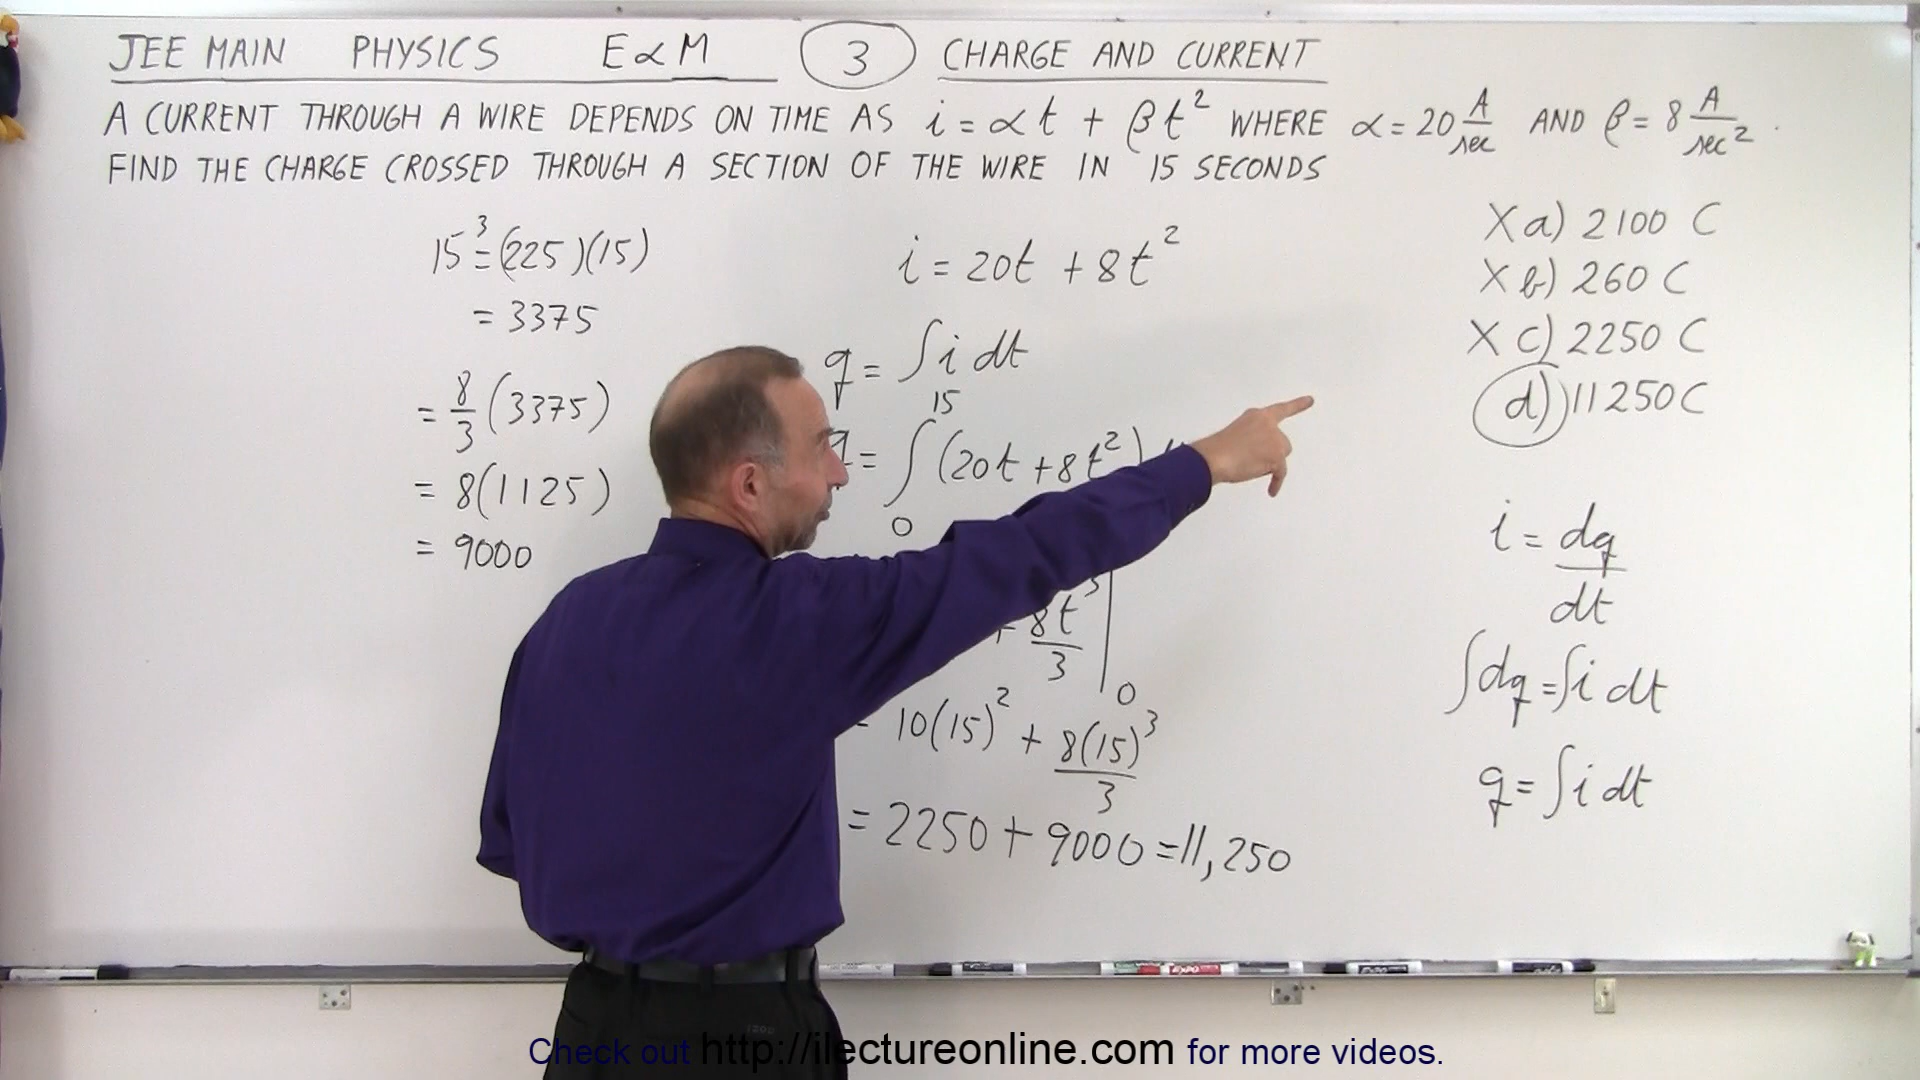 JEE MAIN PHYSICS E&M 3 CHARGE AND CURRENT
A CURRENT THROUGH A WIRE DEPENDS ON TIME AS i = αt + βt² WHERE α = 20 A/sec AND β = 8 A/sec².
FIND THE CHARGE CROSSED THROUGH A SECTION OF THE WIRE IN 15 SECONDS
15³ = (225)(15)
= 3375
= 8/3 (3375)
= 8(1125)
= 9000
i = 20t + 8t²
q = ∫ i dt
q = ∫₀¹⁵ (20t + 8t²)
+ 8t³/3 |₀
= 10(15)² + 8(15)³/3
= 2250 + 9000 = 11,250
X a) 2100 C
X b) 260 C
X c) 2250 C
d) 11250 C
i = dq/dt
∫dq = ∫i dt
q = ∫i dt
EXPO
Check out http://ilectureonline.com for more videos.